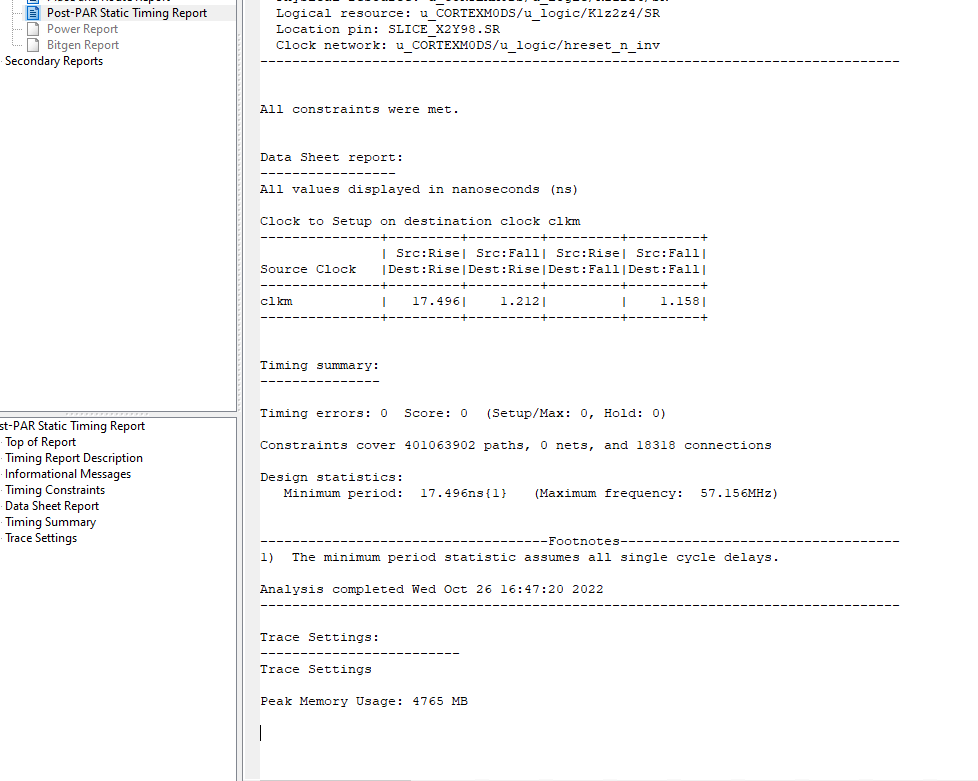 Post-PAR Static Timing Report
Power Report
Bitgen Report
Secondary Reports
st-PAR Static Timing Report
Top of Report
Timing Report Description
Informational Messages
Timing Constraints
Data Sheet Report
Timing Summary
Trace Settings
Logical resource: u_CORTEXM0DS/u_logic/K1z2z4/SR
Location pin: SLICE_X2Y98.SR
Clock network: u_CORTEXM0DS/u_logic/hreset_n_inv
--------------------------------------------------------------------------------
All constraints were met.
Data Sheet report:
-----------------
All values displayed in nanoseconds (ns)
Clock to Setup on destination clock clkm
---------------+---------+---------+---------+---------+
               | Src:Rise| Src:Fall| Src:Rise| Src:Fall|
Source Clock   |Dest:Rise|Dest:Rise|Dest:Fall|Dest:Fall|
---------------+---------+---------+---------+---------+
clkm           |   17.496|    1.212|         |    1.158|
---------------+---------+---------+---------+---------+
Timing summary:
---------------
Timing errors: 0  Score: 0  (Setup/Max: 0, Hold: 0)
Constraints cover 401063902 paths, 0 nets, and 18318 connections
Design statistics:
   Minimum period:  17.496ns{1}   (Maximum frequency:  57.156MHz)
------------------------------------Footnotes-----------------------------------
1)  The minimum period statistic assumes all single cycle delays.
Analysis completed Wed Oct 26 16:47:20 2022
--------------------------------------------------------------------------------
Trace Settings:
-------------------------
Trace Settings
Peak Memory Usage: 4765 MB